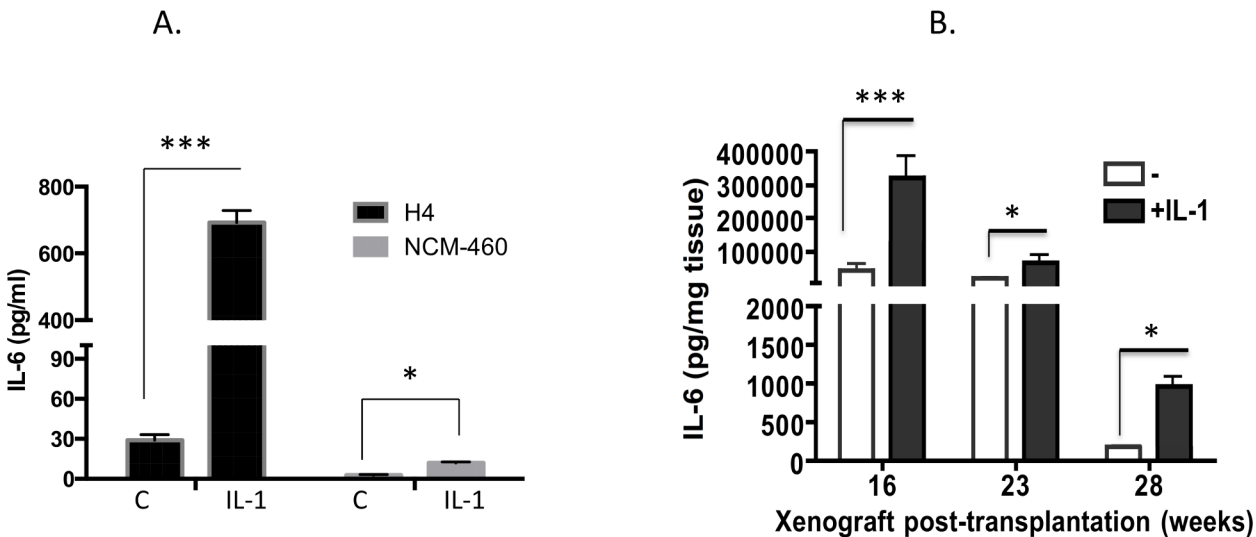 A.
B.
IL-6 (pg/ml)
800
600
400
90
60
30
0
***
*
H4
NCM-460
C IL-1 C IL-1
IL-6 (pg/mg tissue)
400000
300000
200000
100000
2000
1500
1000
500
0
***
*
*
-
+IL-1
16 23 28
Xenograft post-transplantation (weeks)